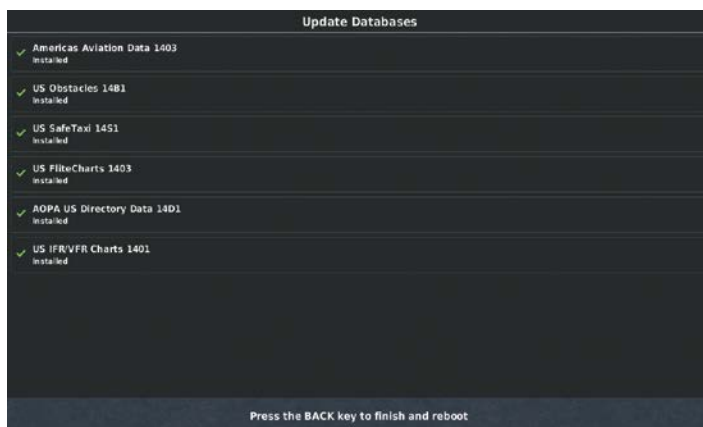 Update Databases
Americas Aviation Data 1403
Installed
US Obstacles 14B1
Installed
US SafeTaxi 14S1
Installed
US FliteCharts 1403
Installed
AOPA US Directory Data 14D1
Installed
US IFR/VFR Charts 1401
Installed
Press the BACK key to finish and reboot